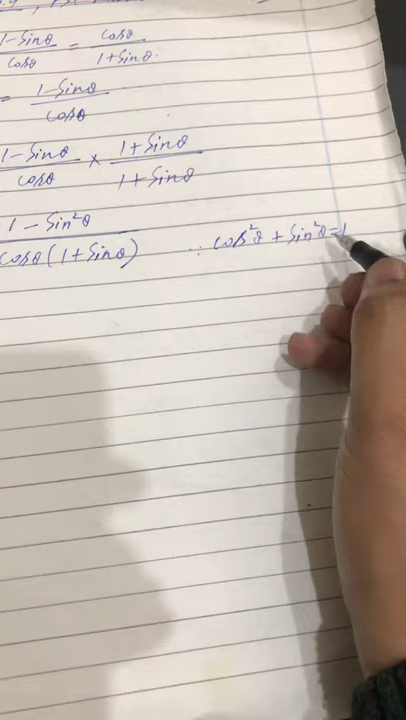 1-Sinθ/Cosθ = Cosθ/1+Sinθ.
= 1-Sinθ/Cosθ
1-Sinθ/Cosθ × 1+Sinθ/1+Sinθ
1-Sin²θ/Cosθ(1+Sinθ) ∵ Cos²θ + Sin²θ=1